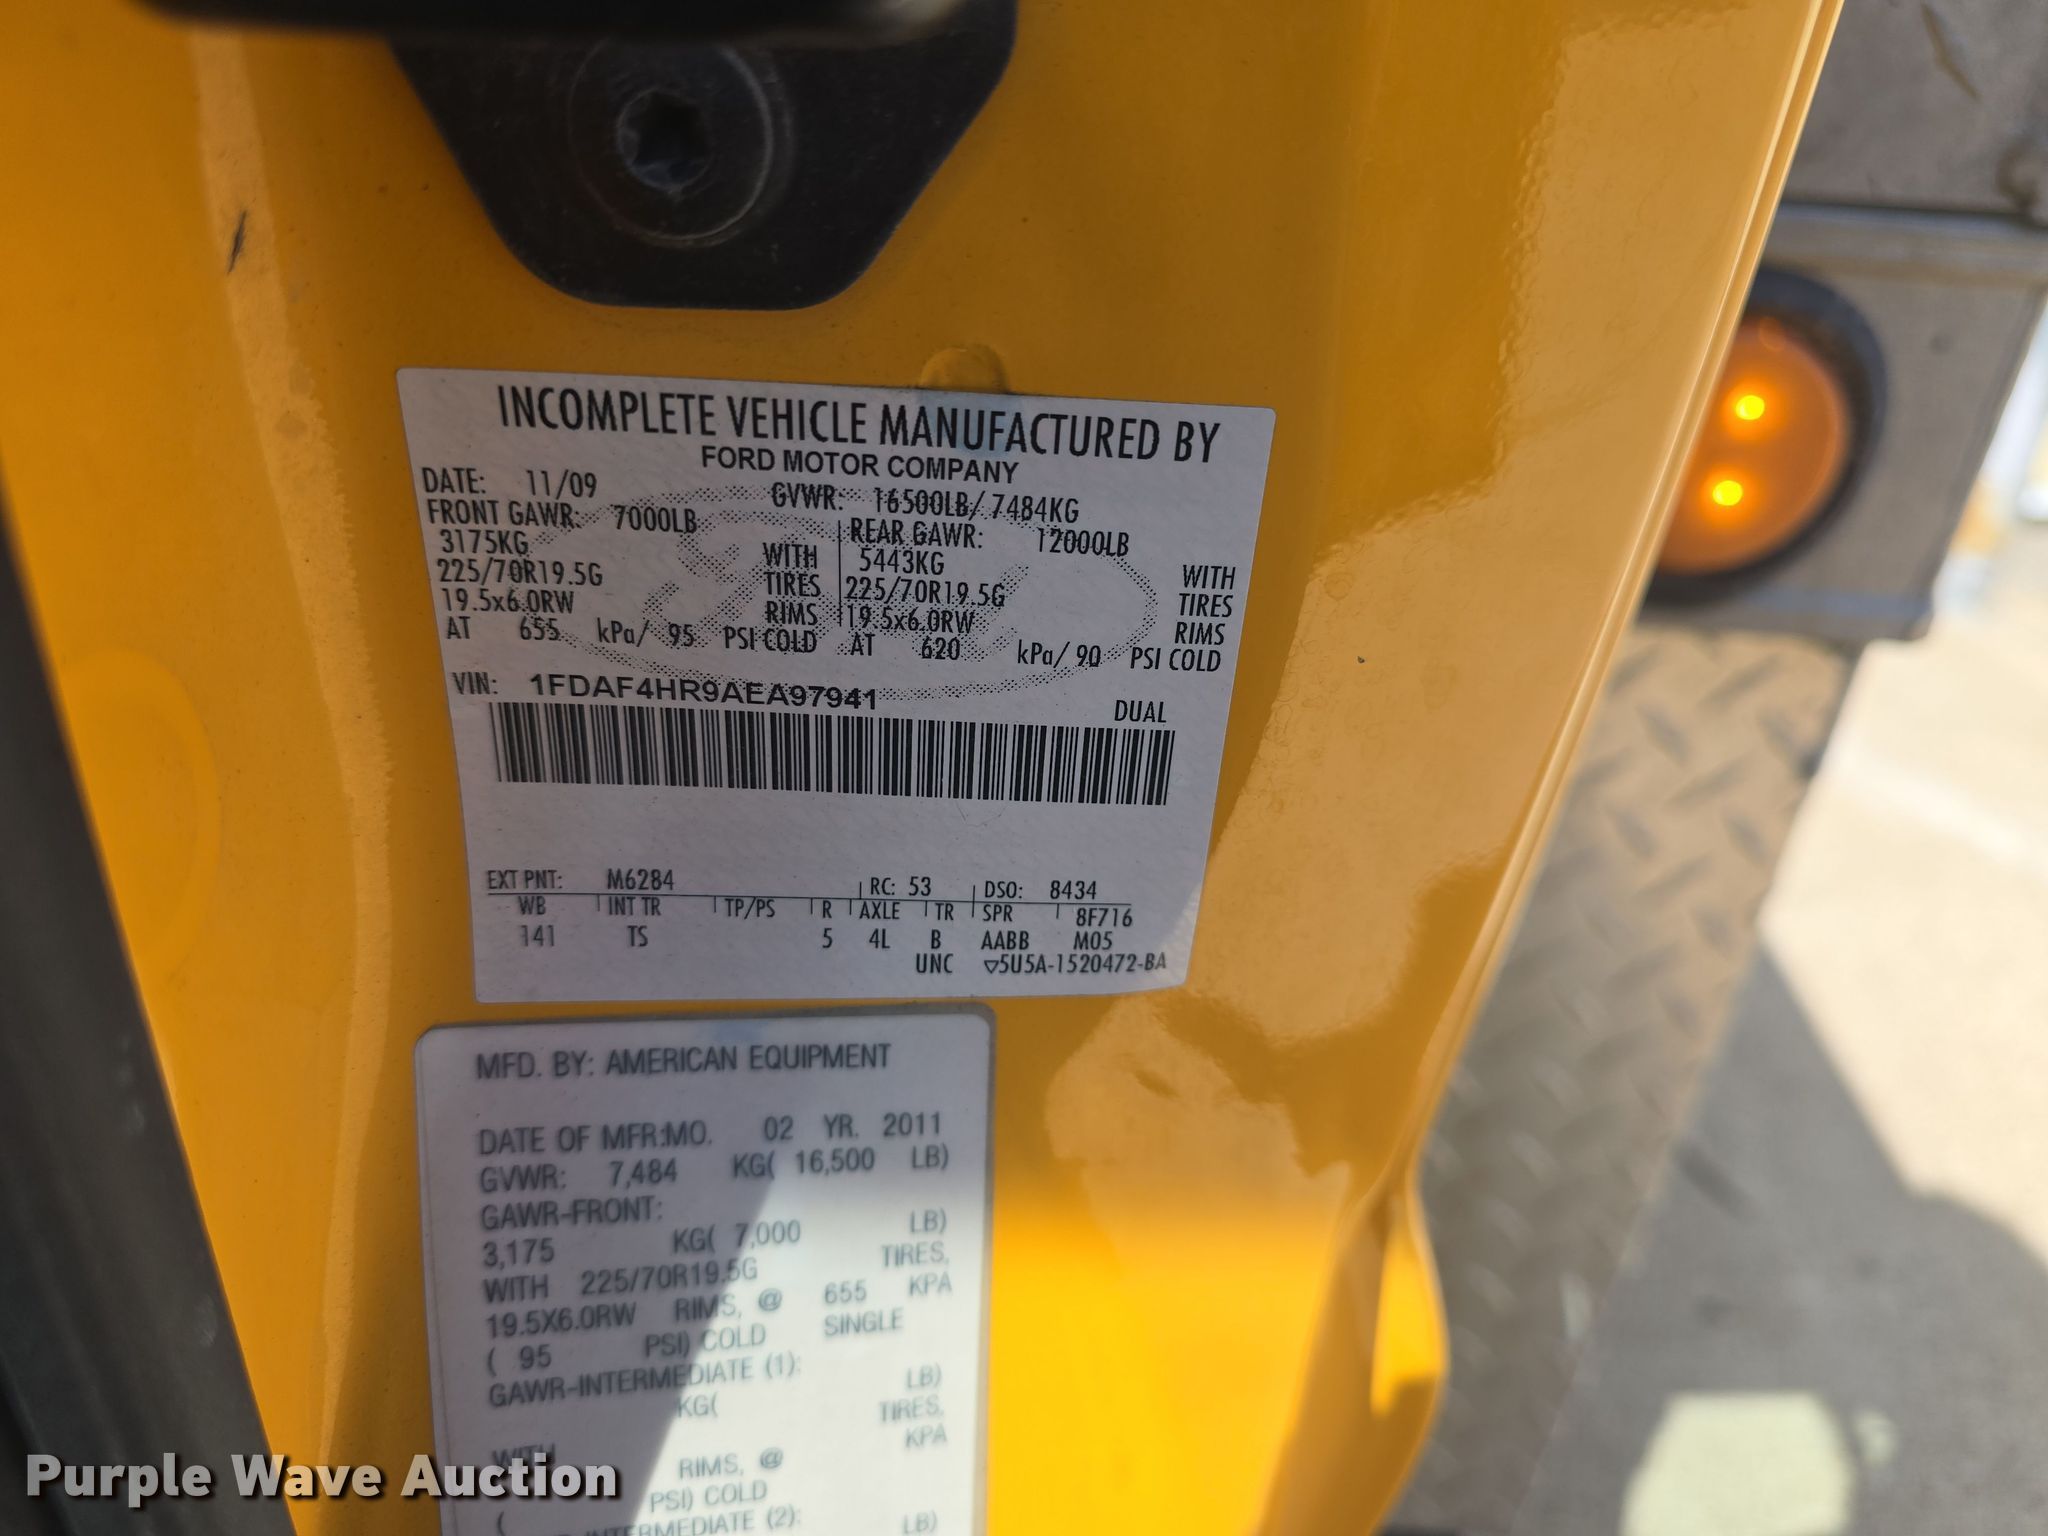 INCOMPLETE VEHICLE MANUFACTURED BY
FORD MOTOR COMPANY
DATE: 11/09 GVWR: 16500LB/ 7484KG
FRONT GAWR: 7000LB REAR GAWR: 12000LB
3175KG WITH 5443KG WITH
225/70R19.5G TIRES 225/70R19.5G TIRES
19.5x6.0RW RIMS 19.5x6.0RW RIMS
AT 655 kPa/ 95 PSI COLD AT 620 kPa/ 90 PSI COLD
VIN: 1FDAF4HR9AEA97941
DUAL
EXT PNT: M6284 RC: 53 DSO: 8434
WB INT TR TP/PS R AXLE TR SPR 8F716
141 TS 5 4L B AABB M05
UNC ▽5U5A-1520472-BA
MFD. BY: AMERICAN EQUIPMENT
DATE OF MFR:MO. 02 YR. 2011
GVWR: 7,484 KG( 16,500 LB)
GAWR-FRONT:
3,175 KG( 7,000 LB)
WITH 225/70R19.5G TIRES,
19.5X6.0RW RIMS, @ 655 KPA
( 95 PSI) COLD SINGLE
GAWR-INTERMEDIATE (1):
KG( LB)
WITH TIRES,
RIMS, @ KPA
( PSI) COLD
INTERMEDIATE (2):
LB)
Purple Wave Auction